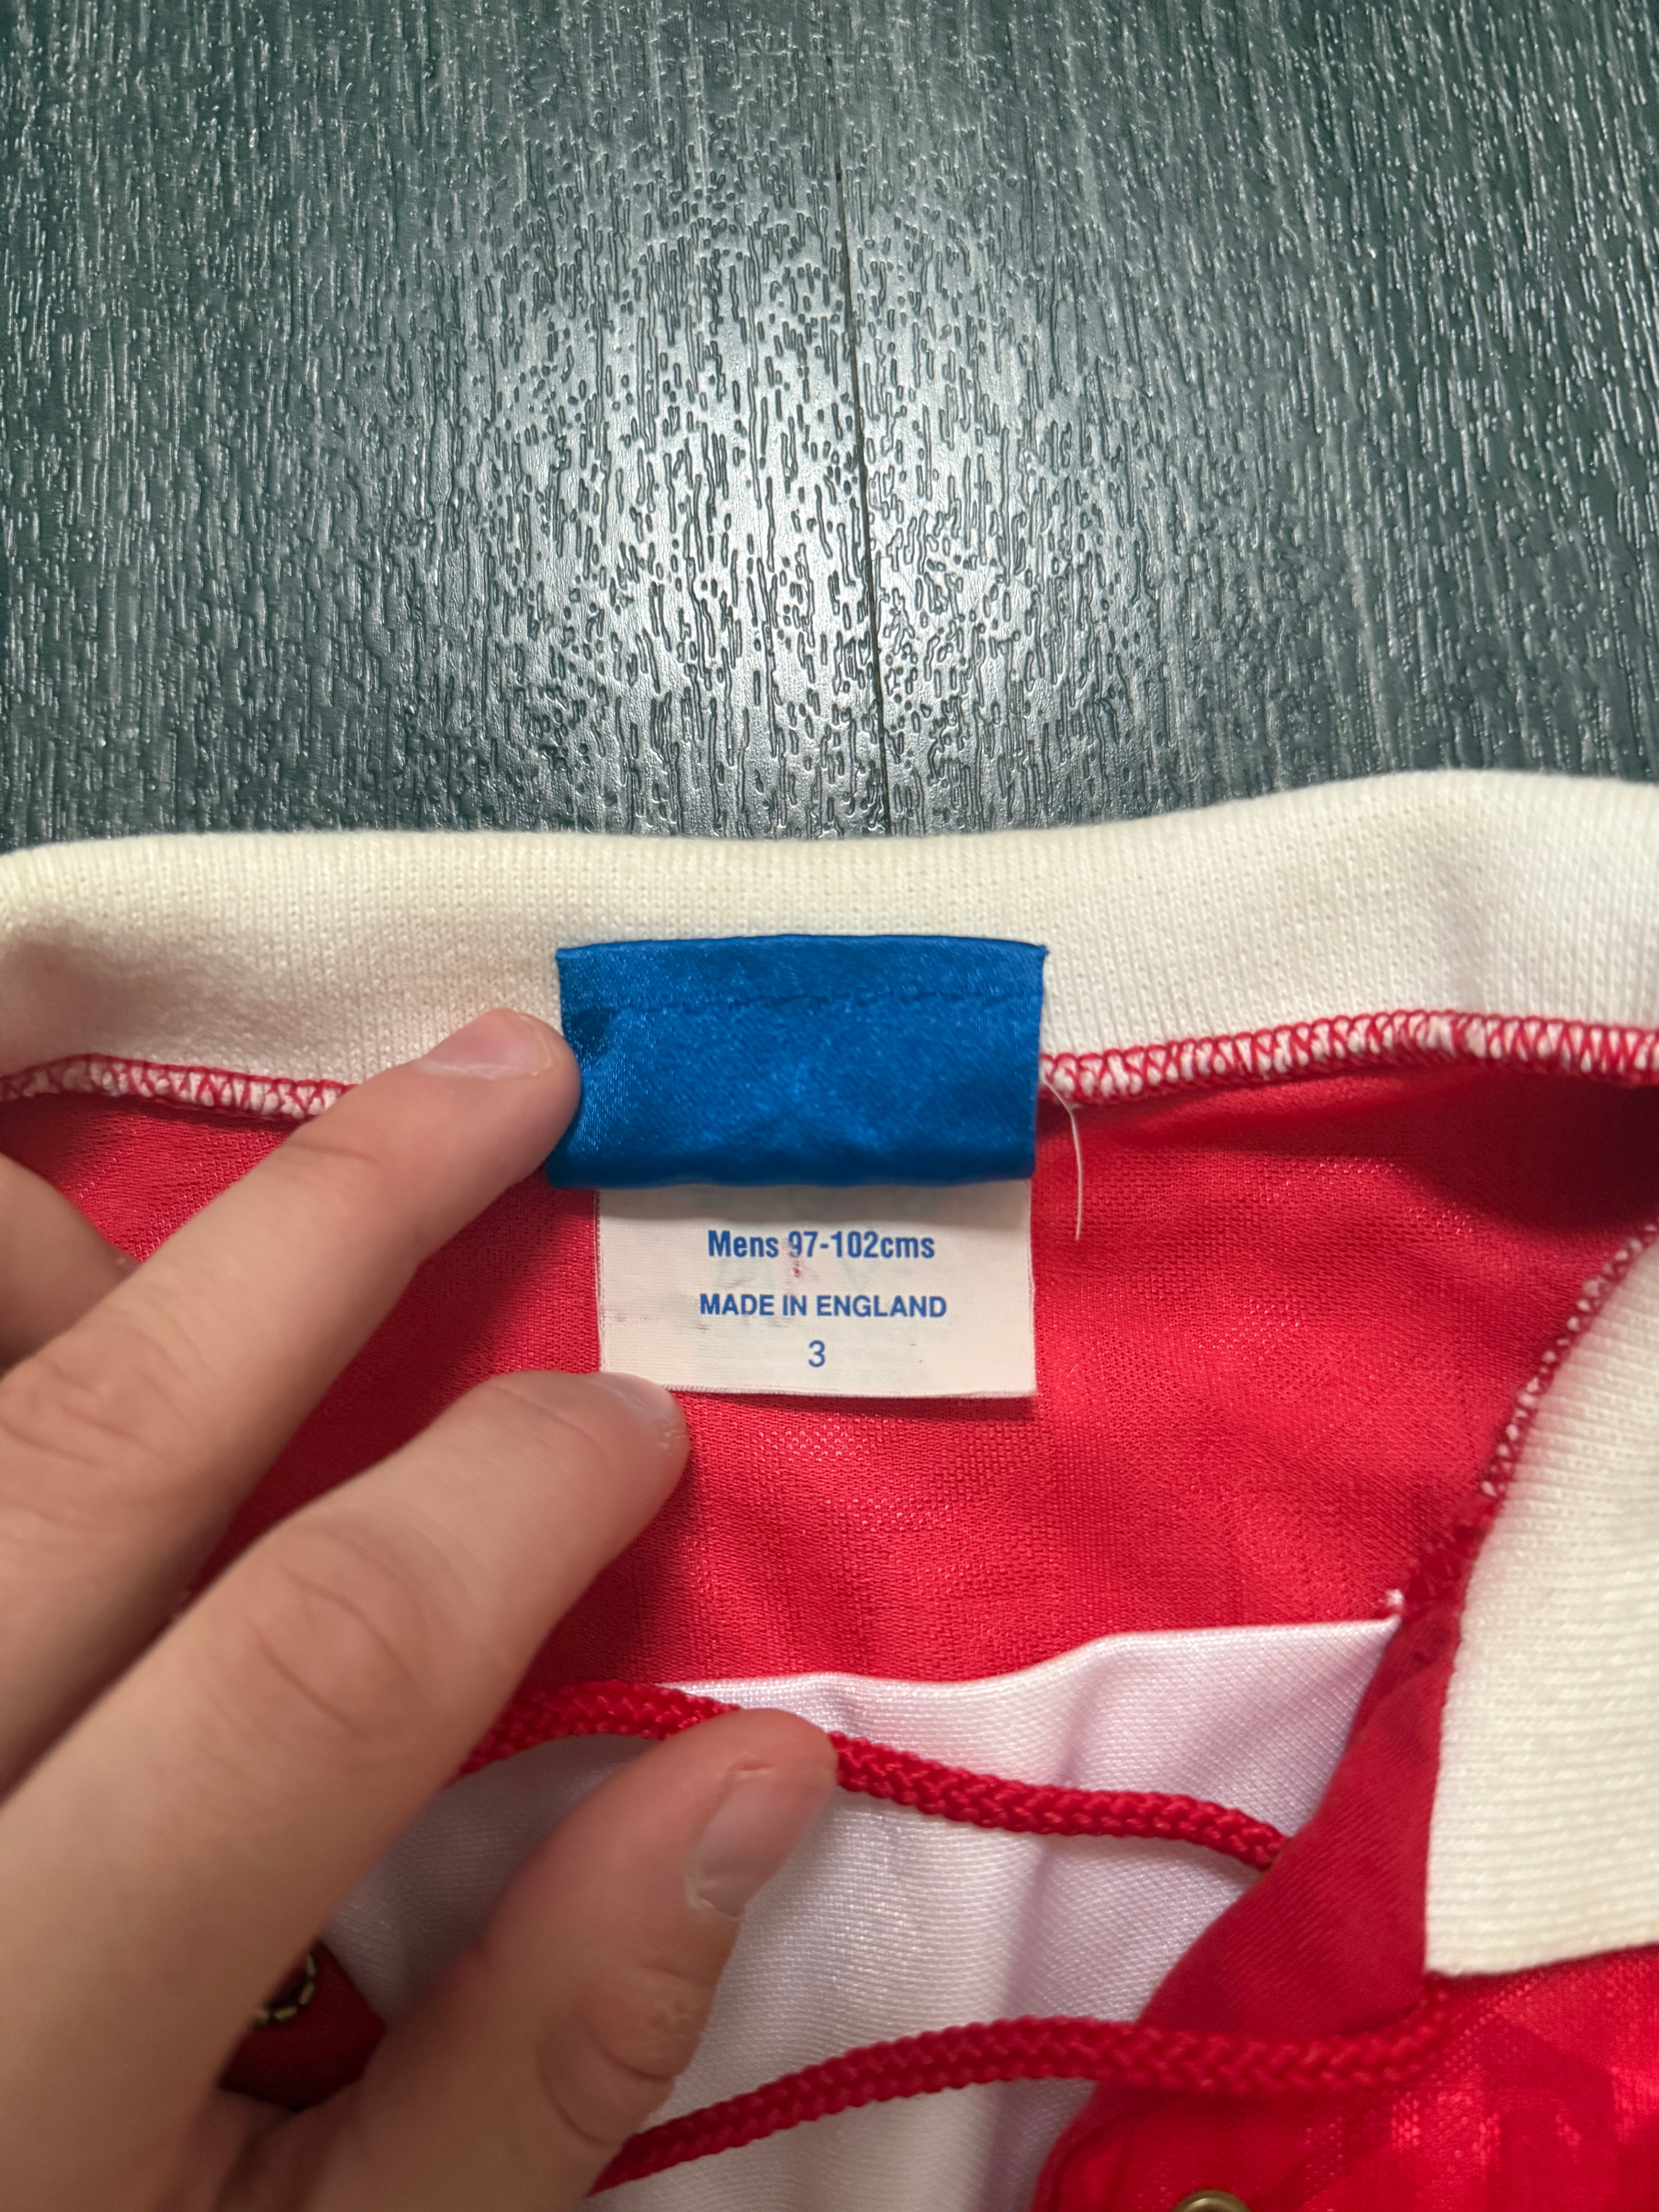 Mens 97-102cms
MADE IN ENGLAND
3